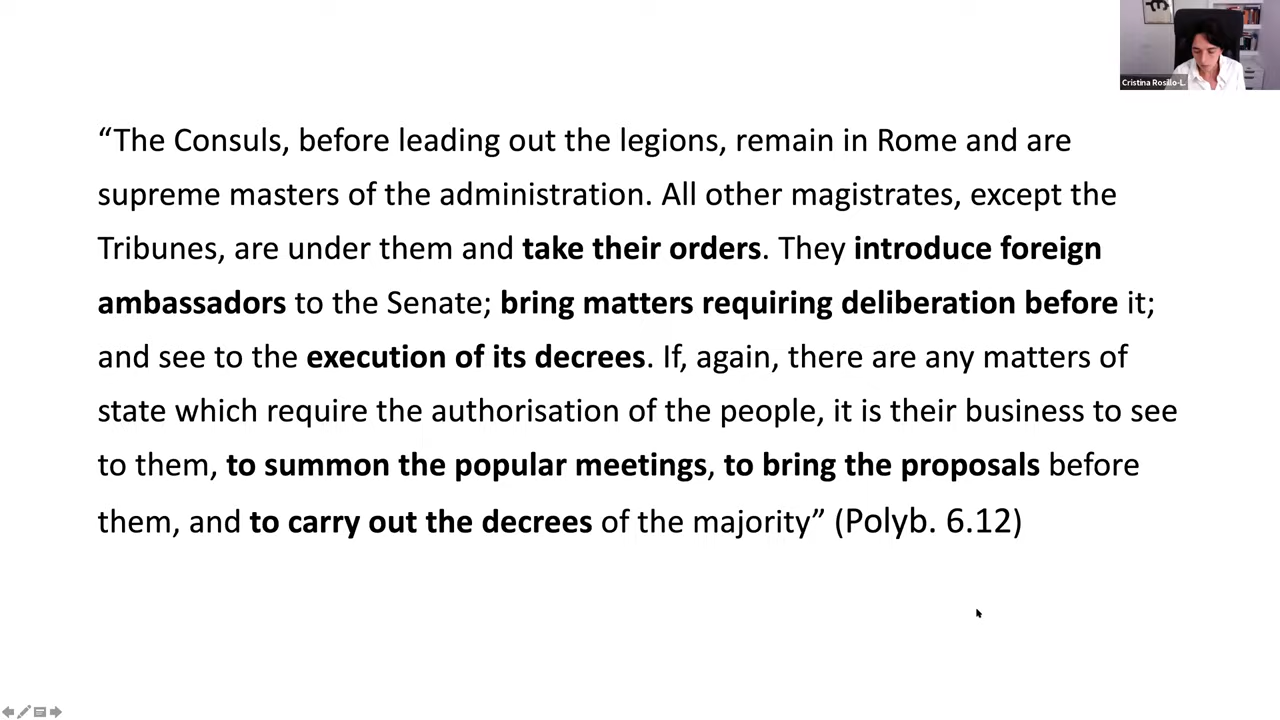 Cristina Rosillo-L.
“The Consuls, before leading out the legions, remain in Rome and are
supreme masters of the administration. All other magistrates, except the
Tribunes, are under them and take their orders. They introduce foreign
ambassadors to the Senate; bring matters requiring deliberation before it;
and see to the execution of its decrees. If, again, there are any matters of
state which require the authorisation of the people, it is their business to see
to them, to summon the popular meetings, to bring the proposals before
them, and to carry out the decrees of the majority” (Polyb. 6.12)